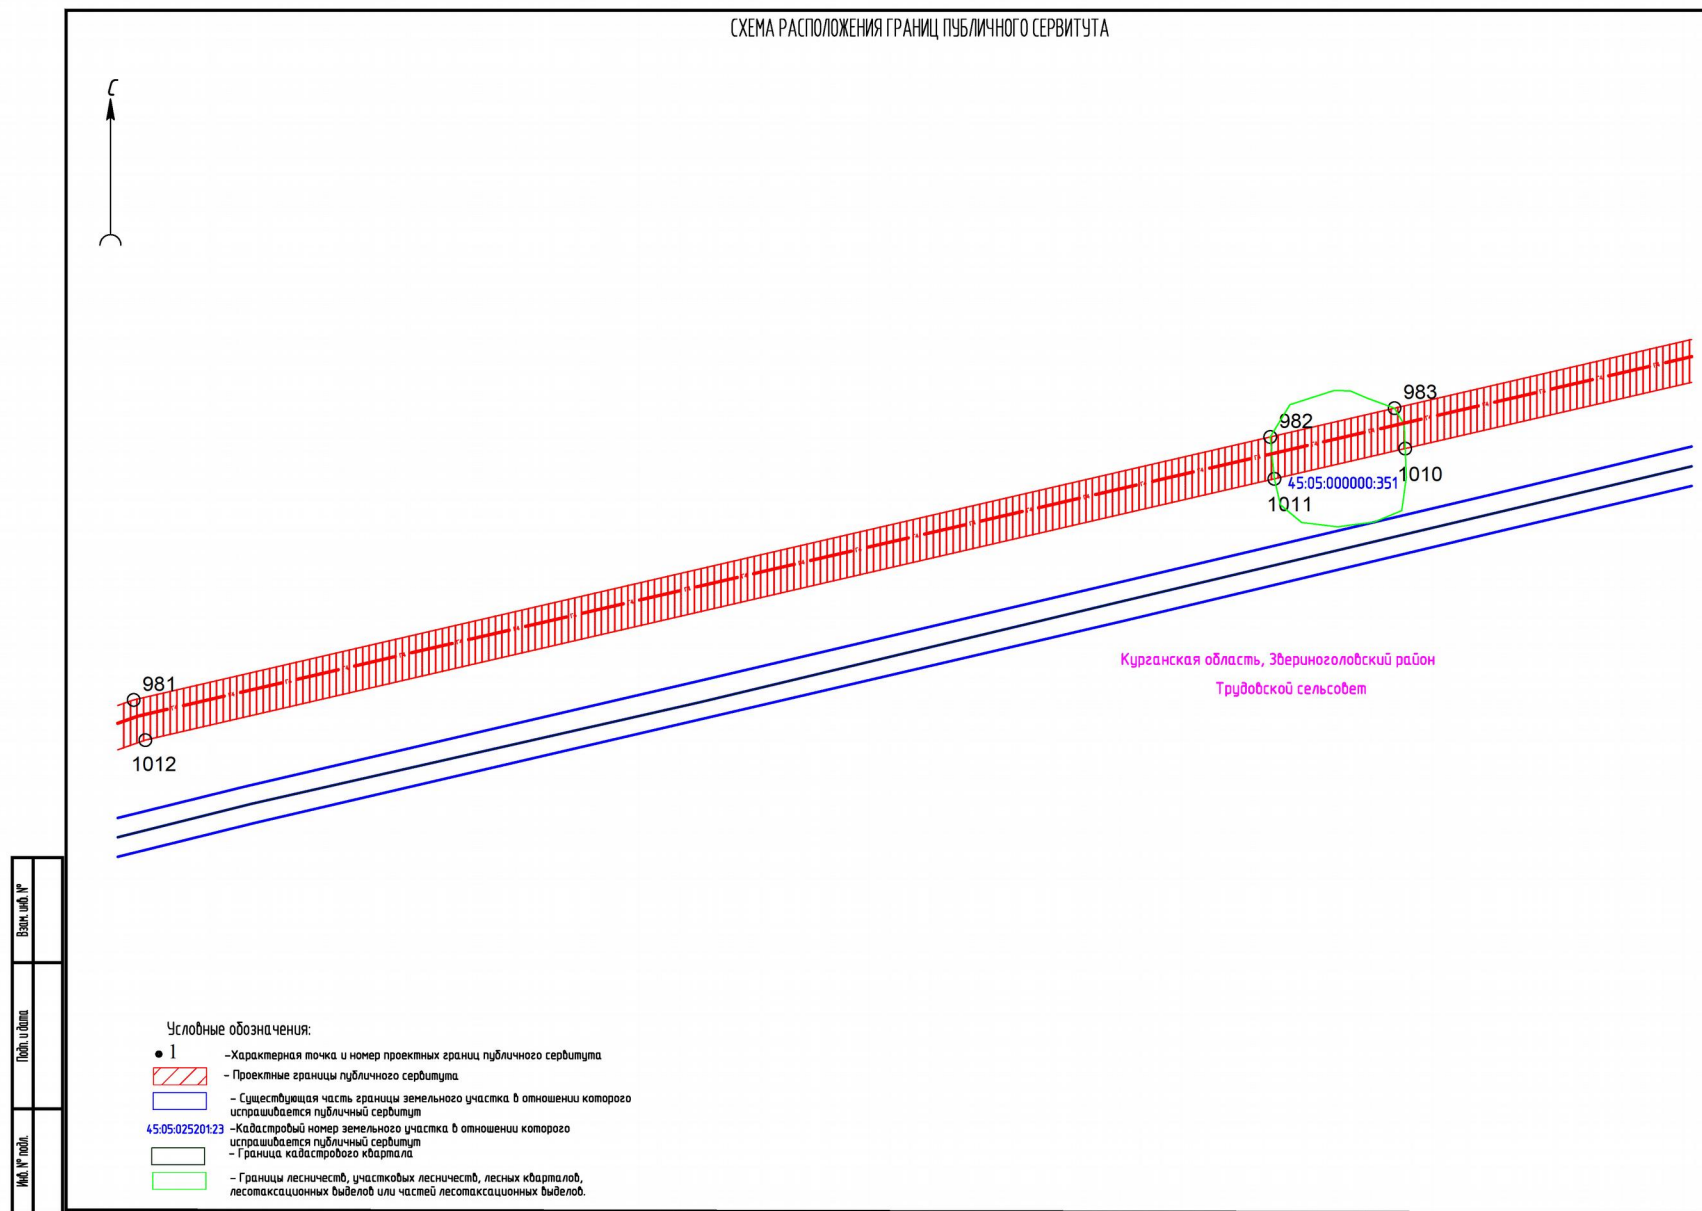 СХЕМА РАСПОЛОЖЕНИЯ ГРАНИЦ ПУБЛИЧНОГО СЕРВИТУТА
С
983
982
1010
45:05:000000:351
1011
Курганская область, Звериноголовский район
Трудовской сельсовет
981
1012
Взам. инв. №
Подп. и дата
Инв. № подл.
Условные обозначения:
1 –Характерная точка и номер проектных границ публичного сервитута
– Проектные границы публичного сервитута
– Существующая часть границы земельного участка в отношении которого
испрашивается публичный сервитут
45:05:025201:23 –Кадастровый номер земельного участка в отношении которого
испрашивается публичный сервитут
– Граница кадастрового квартала
– Границы лесничеств, участковых лесничеств, лесных кварталов,
лесотаксационных выделов или частей лесотаксационных выделов.